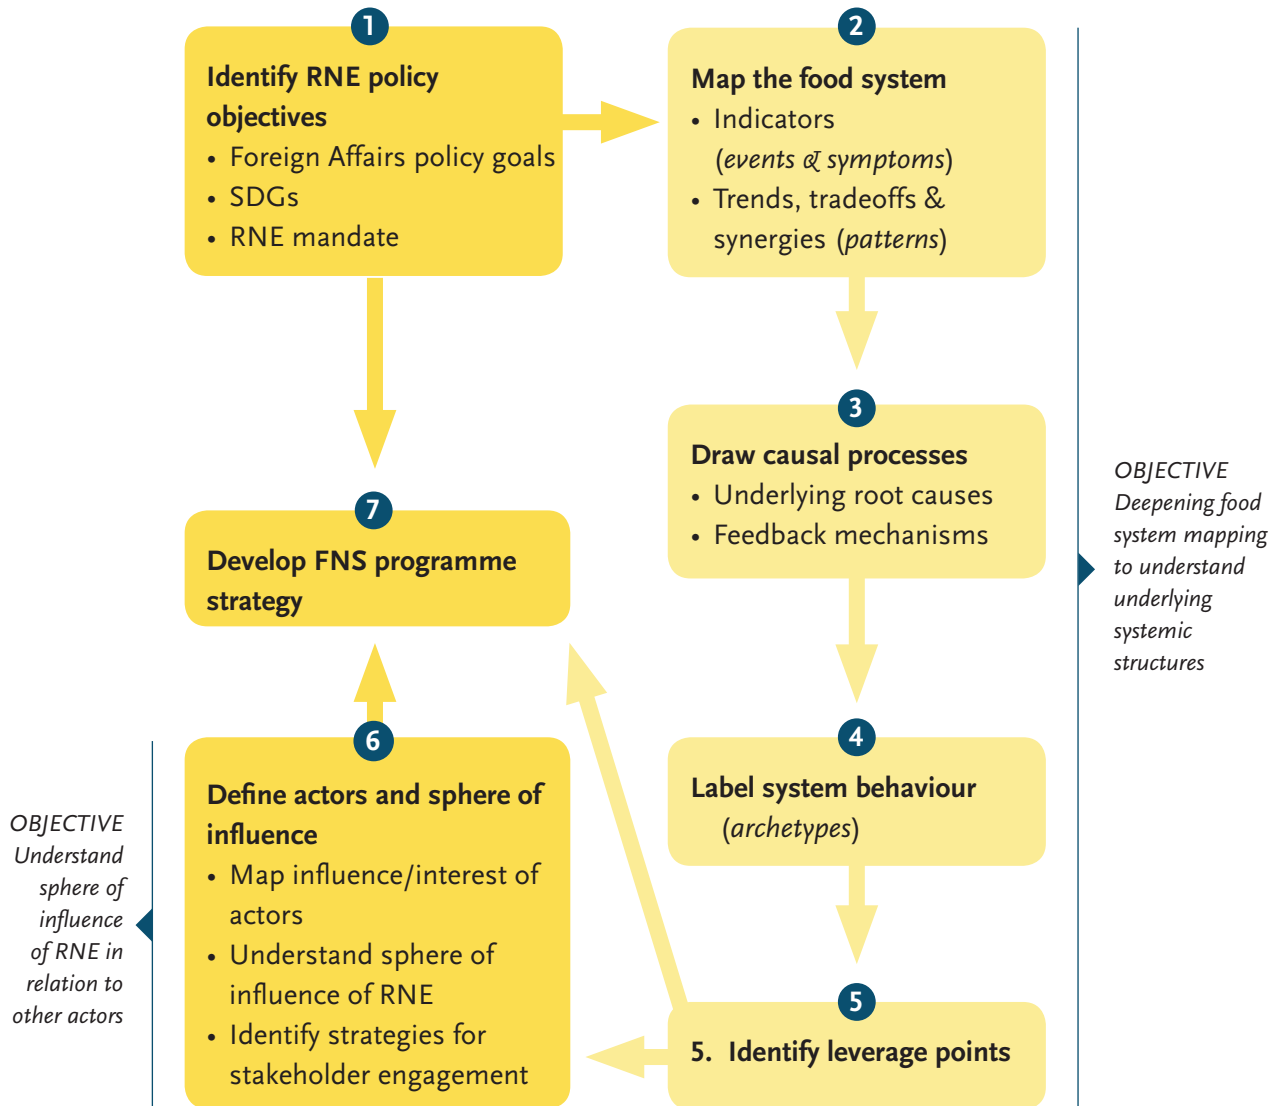 1
Identify RNE policy
objectives
• Foreign Affairs policy goals
• SDGs
• RNE mandate
2
Map the food system
• Indicators
(events & symptoms)
• Trends, tradeoffs &
synergies (patterns)
3
Draw causal processes
• Underlying root causes
• Feedback mechanisms
OBJECTIVE
Deepening food
system mapping
to understand
underlying
systemic
structures
4
Label system behaviour
(archetypes)
5
5. Identify leverage points
6
Define actors and sphere of
influence
• Map influence/interest of
actors
• Understand sphere of
influence of RNE
• Identify strategies for
stakeholder engagement
OBJECTIVE
Understand
sphere of
influence
of RNE in
relation to
other actors
7
Develop FNS programme
strategy